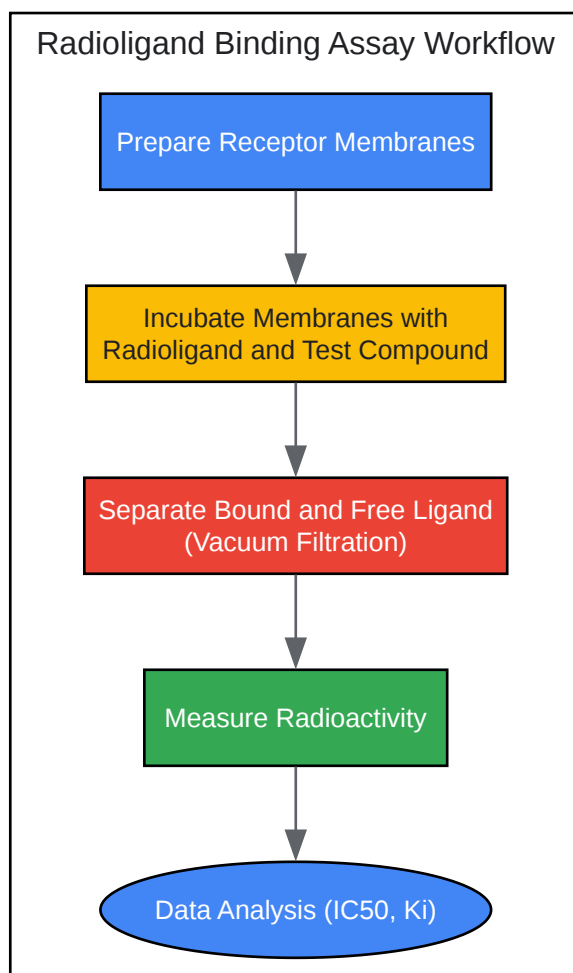 Radioligand Binding Assay Workflow
Prepare Receptor Membranes
Incubate Membranes with
Radioligand and Test Compound
Separate Bound and Free Ligand
(Vacuum Filtration)
Measure Radioactivity
Data Analysis (IC50, Ki)